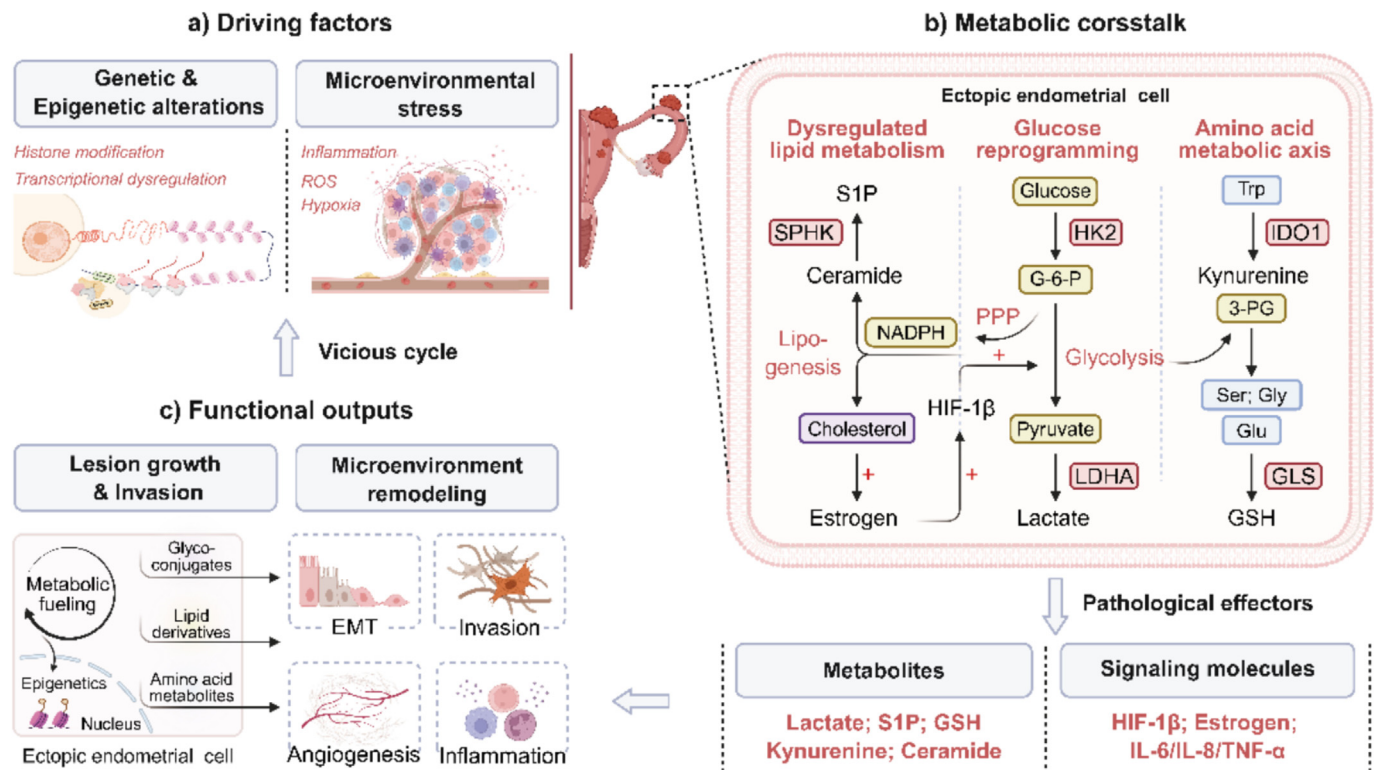 a) Driving factors
Genetic &
Epigenetic alterations
Microenvironmental
stress
Histone modification
Transcriptional dysregulation
Inflammation
ROS
Hypoxia
Vicious cycle
b) Metabolic corsstalk
Ectopic endometrial cell
Dysregulated
lipid metabolism
Glucose
reprogramming
Amino acid
metabolic axis
S1P
SPHK
Ceramide
NADPH
Lipo-
genesis
Cholesterol
+
Estrogen
Glucose
HK2
G-6-P
PPP
+
Glycolysis
HIF-1β
+
Pyruvate
LDHA
Lactate
Trp
IDO1
Kynurenine
3-PG
Ser; Gly
Glu
GLS
GSH
Pathological effectors
Metabolites
Lactate; S1P; GSH
Kynurenine; Ceramide
Signaling molecules
HIF-1β; Estrogen;
IL-6/IL-8/TNF-α
c) Functional outputs
Lesion growth
& Invasion
Microenvironment
remodeling
Metabolic
fueling
Glyco-
conjugates
Lipid
derivatives
Amino acid
metabolites
Epigenetics
Nucleus
Ectopic endometrial cell
EMT
Invasion
Angiogenesis
Inflammation